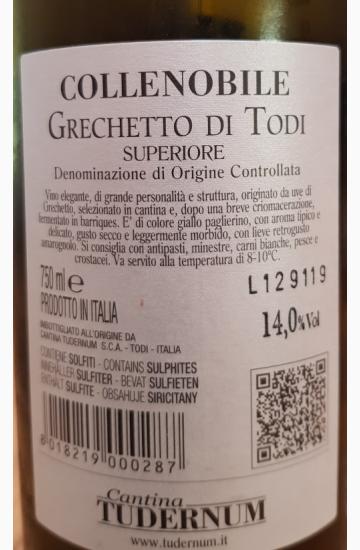 COLLENOBILE
GRECHETTO DI TODI
SUPERIORE
Denominazione di Origine Controllata
Vino elegante, di grande personalità e struttura, originato da uve di
Grechetto, selezionato in cantina e, dopo una breve criomacerazione,
fermentato in barriques. E' di colore giallo paglierino, con aroma tipico e
delicato, gusto secco e leggermente morbido, con lieve retrogusto
amarognolo. Si consiglia con antipasti, minestre, carni bianche, pesce e
crostacei. Va servito alla temperatura di 8-10°C.
750 ml e
L129119
PRODOTTO IN ITALIA
14,0% Vol
IMBOTTIGLIATO ALL'ORIGINE DA
CANTINA TUDERNUM S.C.A. - TODI - ITALIA
CONTIENE SOLFITI - CONTAINS SULPHITES
INNEHÅLLER SULFITER - BEVAT SULFIETEN
ENTHÄLT SULFITE - OBSAHUJE SIRICITANY
8 018219 000287
Cantina
TUDERNUM
www.tudernum.it